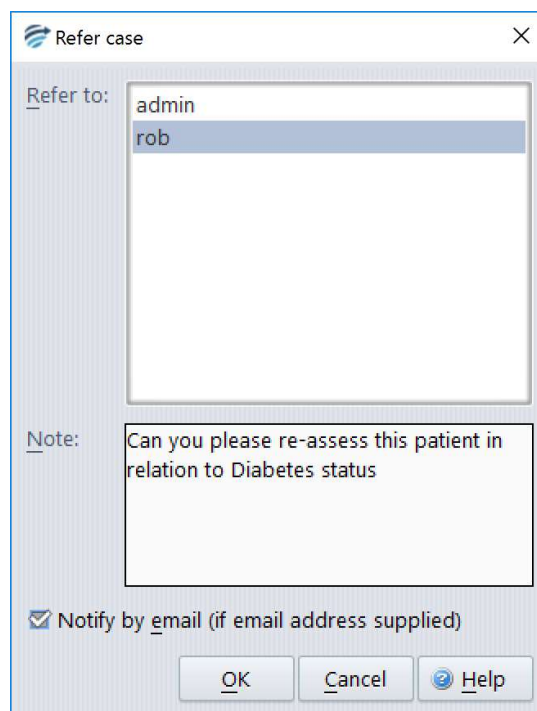 Refer case
Refer to:
admin
rob
Note:
Can you please re-assess this patient in
relation to Diabetes status
Notify by email (if email address supplied)
OK
Cancel
Help